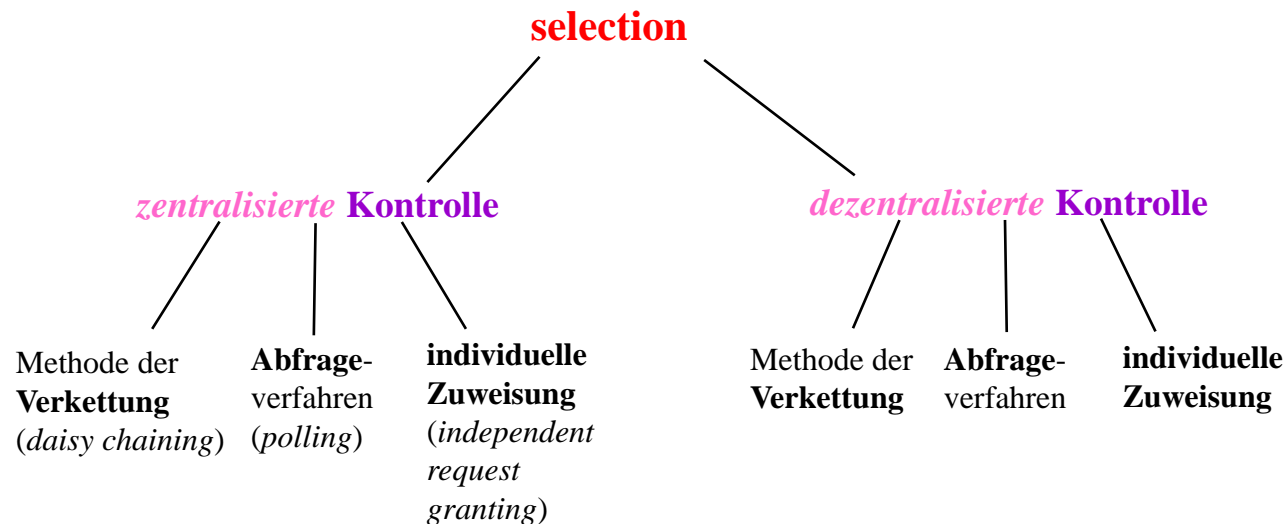 selection
zentralisierte Kontrolle
dezentralisierte Kontrolle
Methode der
Verkettung
(daisy chaining)
Abfrage-
verfahren
(polling)
individuelle
Zuweisung
(independent
request
granting)
Methode der
Verkettung
Abfrage-
verfahren
individuelle
Zuweisung